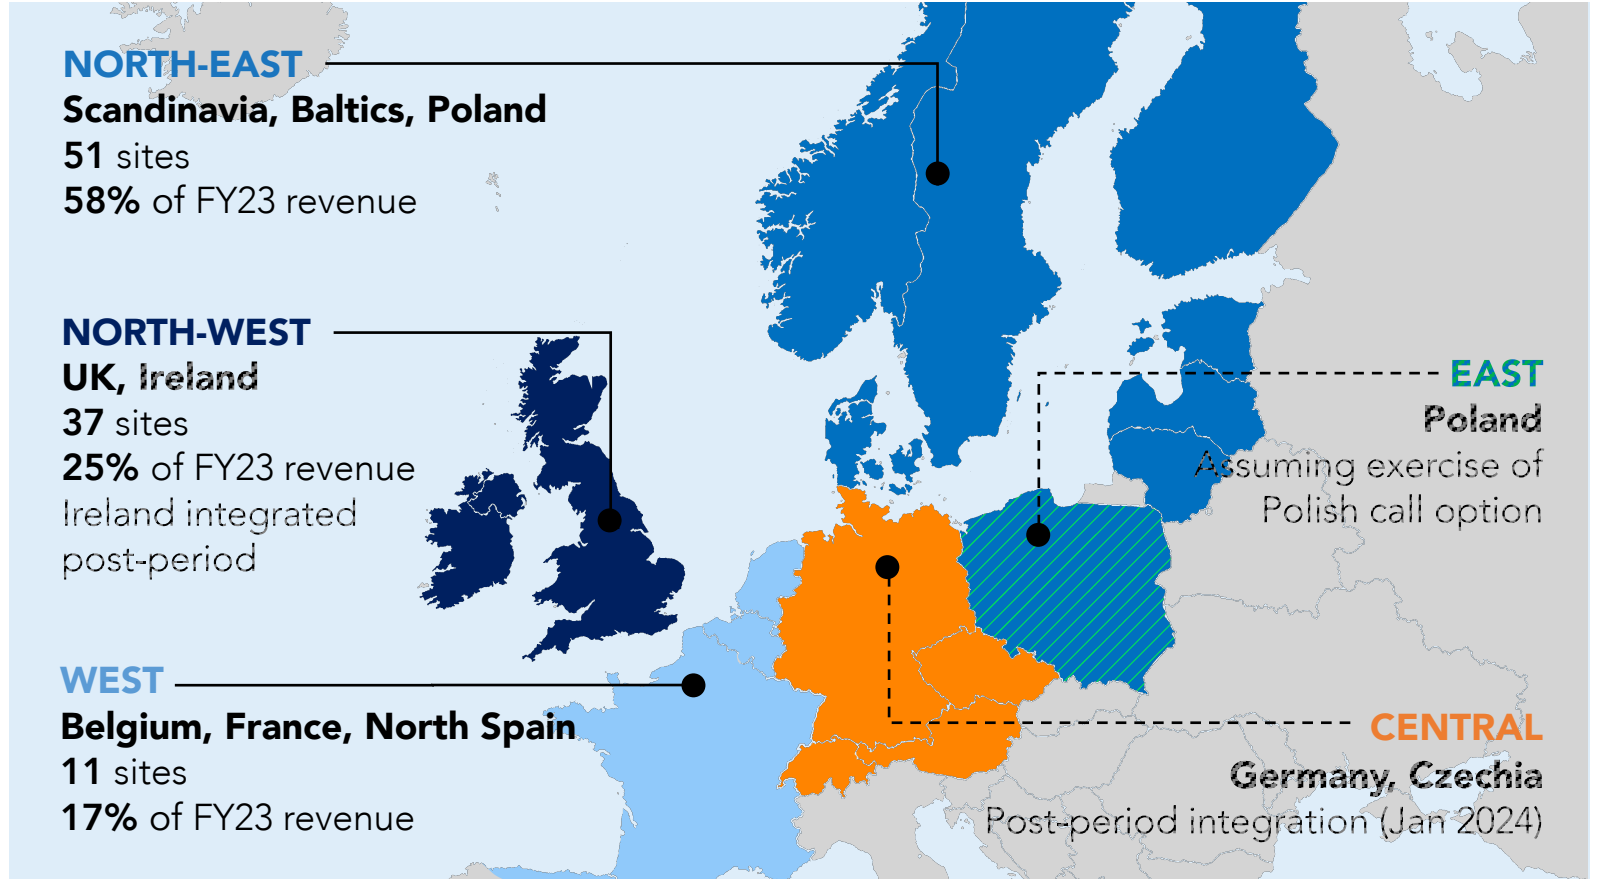 NORTH-EAST
Scandinavia, Baltics, Poland
51 sites
58% of FY23 revenue
NORTH-WEST
UK, Ireland
37 sites
25% of FY23 revenue
Ireland integrated
post-period
WEST
Belgium, France, North Spain
11 sites
17% of FY23 revenue
EAST
Poland
Assuming exercise of
Polish call option
CENTRAL
Germany, Czechia
Post-period integration (Jan 2024)